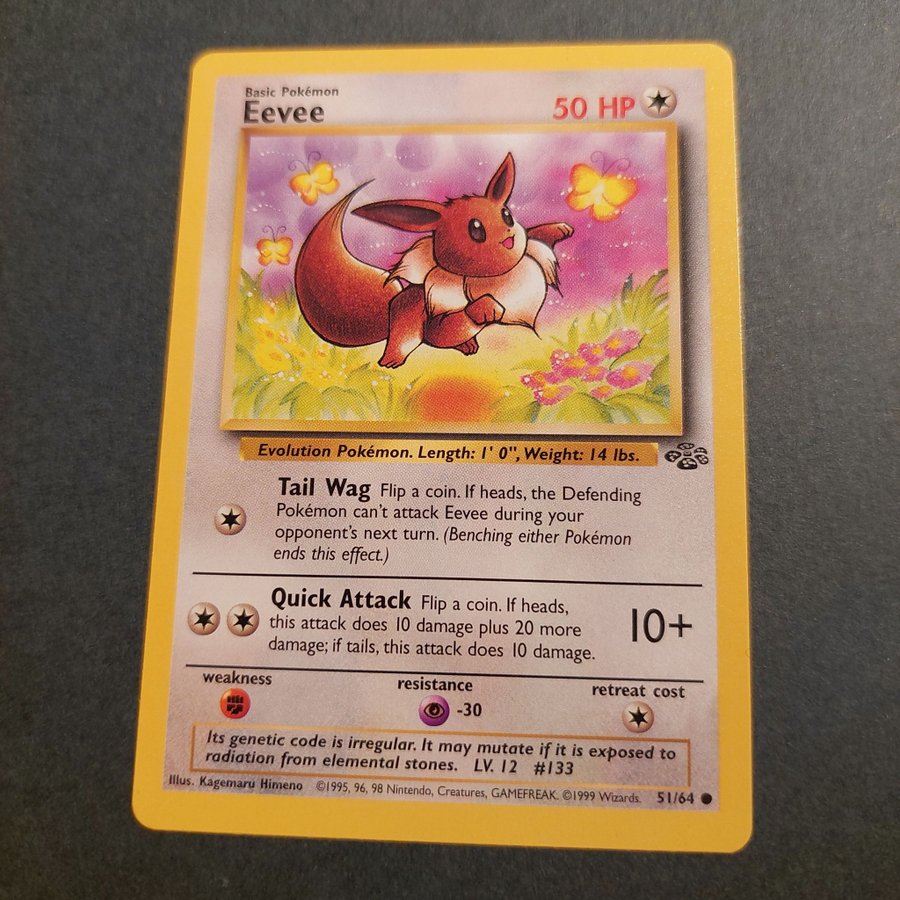 Basic Pokémon
Eevee
50 HP
Evolution Pokémon. Length: 1' 0", Weight: 14 lbs.
Tail Wag Flip a coin. If heads, the Defending
Pokémon can't attack Eevee during your
opponent's next turn. (Benching either Pokémon
ends this effect.)
Quick Attack Flip a coin. If heads,
this attack does 10 damage plus 20 more
damage; if tails, this attack does 10 damage.
10+
weakness
resistance
retreat cost
-30
Its genetic code is irregular. It may mutate if it is exposed to
radiation from elemental stones. LV. 12 #133
Illus. Kagemaru Himeno ©1995, 96, 98 Nintendo, Creatures, GAMEFREAK. ©1999 Wizards. 51/64